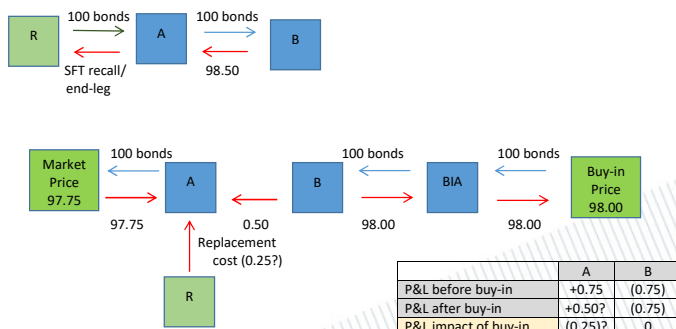 100 bonds
100 bonds
R
A
B
SFT recall/
end-leg
98.50
100 bonds
100 bonds
100 bonds
Market
Price
97.75
A
B
BIA
Buy-in
Price
98.00
97.75
0.50
98.00
98.00
Replacement
cost (0.25?)
R
A B
P&L before buy-in +0.75 (0.75)
P&L after buy-in +0.50? (0.75)
P&L impact of buy-in (0.25)? 0